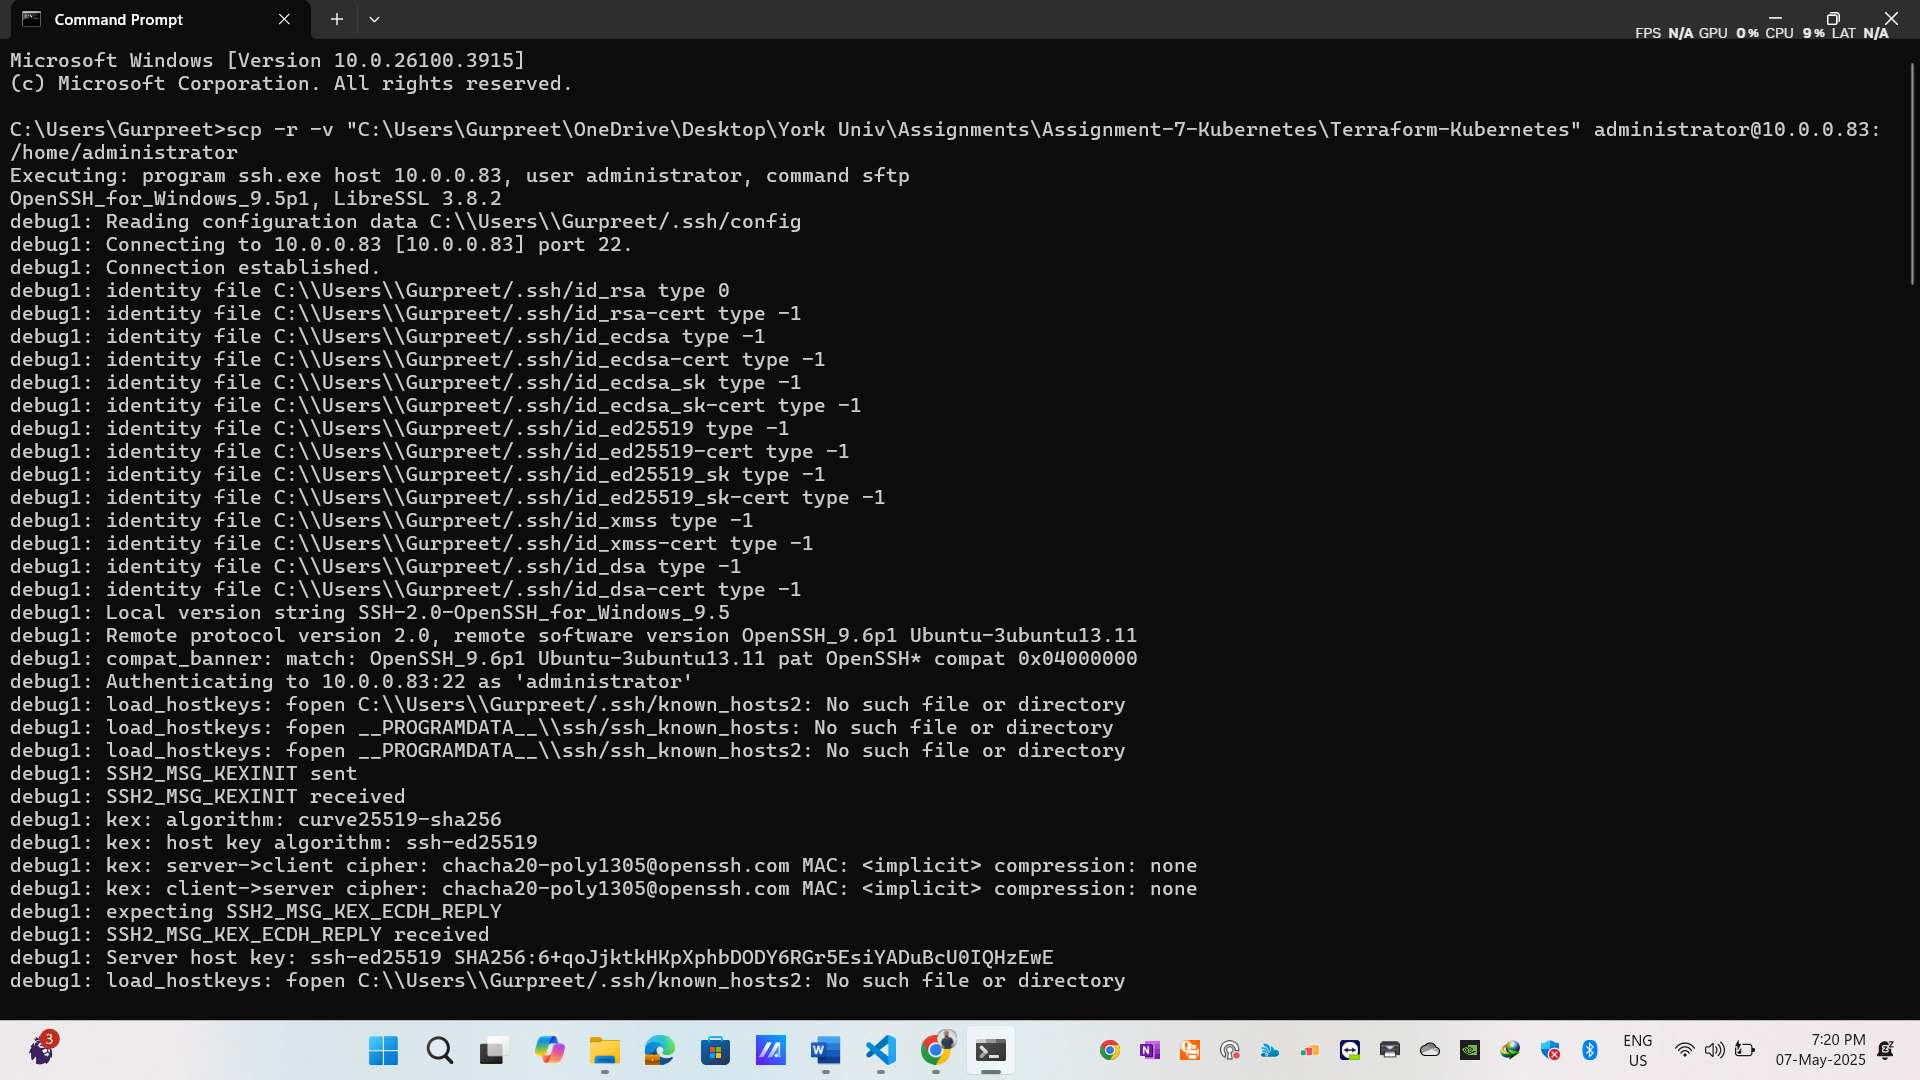 Command Prompt
FPS N/A GPU 0% CPU 9% LAT N/A
Microsoft Windows [Version 10.0.26100.3915]
(c) Microsoft Corporation. All rights reserved.
C:\Users\Gurpreet>scp -r -v "C:\Users\Gurpreet\OneDrive\Desktop\York Univ\Assignments\Assignment-7-Kubernetes\Terraform-Kubernetes" administrator@10.0.0.83:
/home/administrator
Executing: program ssh.exe host 10.0.0.83, user administrator, command sftp
OpenSSH_for_Windows_9.5p1, LibreSSL 3.8.2
debug1: Reading configuration data C:\\Users\\Gurpreet/.ssh/config
debug1: Connecting to 10.0.0.83 [10.0.0.83] port 22.
debug1: Connection established.
debug1: identity file C:\\Users\\Gurpreet/.ssh/id_rsa type 0
debug1: identity file C:\\Users\\Gurpreet/.ssh/id_rsa-cert type -1
debug1: identity file C:\\Users\\Gurpreet/.ssh/id_ecdsa type -1
debug1: identity file C:\\Users\\Gurpreet/.ssh/id_ecdsa-cert type -1
debug1: identity file C:\\Users\\Gurpreet/.ssh/id_ecdsa_sk type -1
debug1: identity file C:\\Users\\Gurpreet/.ssh/id_ecdsa_sk-cert type -1
debug1: identity file C:\\Users\\Gurpreet/.ssh/id_ed25519 type -1
debug1: identity file C:\\Users\\Gurpreet/.ssh/id_ed25519-cert type -1
debug1: identity file C:\\Users\\Gurpreet/.ssh/id_ed25519_sk type -1
debug1: identity file C:\\Users\\Gurpreet/.ssh/id_ed25519_sk-cert type -1
debug1: identity file C:\\Users\\Gurpreet/.ssh/id_xmss type -1
debug1: identity file C:\\Users\\Gurpreet/.ssh/id_xmss-cert type -1
debug1: identity file C:\\Users\\Gurpreet/.ssh/id_dsa type -1
debug1: identity file C:\\Users\\Gurpreet/.ssh/id_dsa-cert type -1
debug1: Local version string SSH-2.0-OpenSSH_for_Windows_9.5
debug1: Remote protocol version 2.0, remote software version OpenSSH_9.6p1 Ubuntu-3ubuntu13.11
debug1: compat_banner: match: OpenSSH_9.6p1 Ubuntu-3ubuntu13.11 pat OpenSSH* compat 0x04000000
debug1: Authenticating to 10.0.0.83:22 as 'administrator'
debug1: load_hostkeys: fopen C:\\Users\\Gurpreet/.ssh/known_hosts2: No such file or directory
debug1: load_hostkeys: fopen __PROGRAMDATA__\\ssh/ssh_known_hosts: No such file or directory
debug1: load_hostkeys: fopen __PROGRAMDATA__\\ssh/ssh_known_hosts2: No such file or directory
debug1: SSH2_MSG_KEXINIT sent
debug1: SSH2_MSG_KEXINIT received
debug1: kex: algorithm: curve25519-sha256
debug1: kex: host key algorithm: ssh-ed25519
debug1: kex: server->client cipher: chacha20-poly1305@openssh.com MAC: <implicit> compression: none
debug1: kex: client->server cipher: chacha20-poly1305@openssh.com MAC: <implicit> compression: none
debug1: expecting SSH2_MSG_KEX_ECDH_REPLY
debug1: SSH2_MSG_KEX_ECDH_REPLY received
debug1: Server host key: ssh-ed25519 SHA256:6+qoJjktkHKpXphbDODY6RGr5EsiYADuBcU0IQHzEwE
debug1: load_hostkeys: fopen C:\\Users\\Gurpreet/.ssh/known_hosts2: No such file or directory
3
ENG
US
7:20 PM
07-May-2025